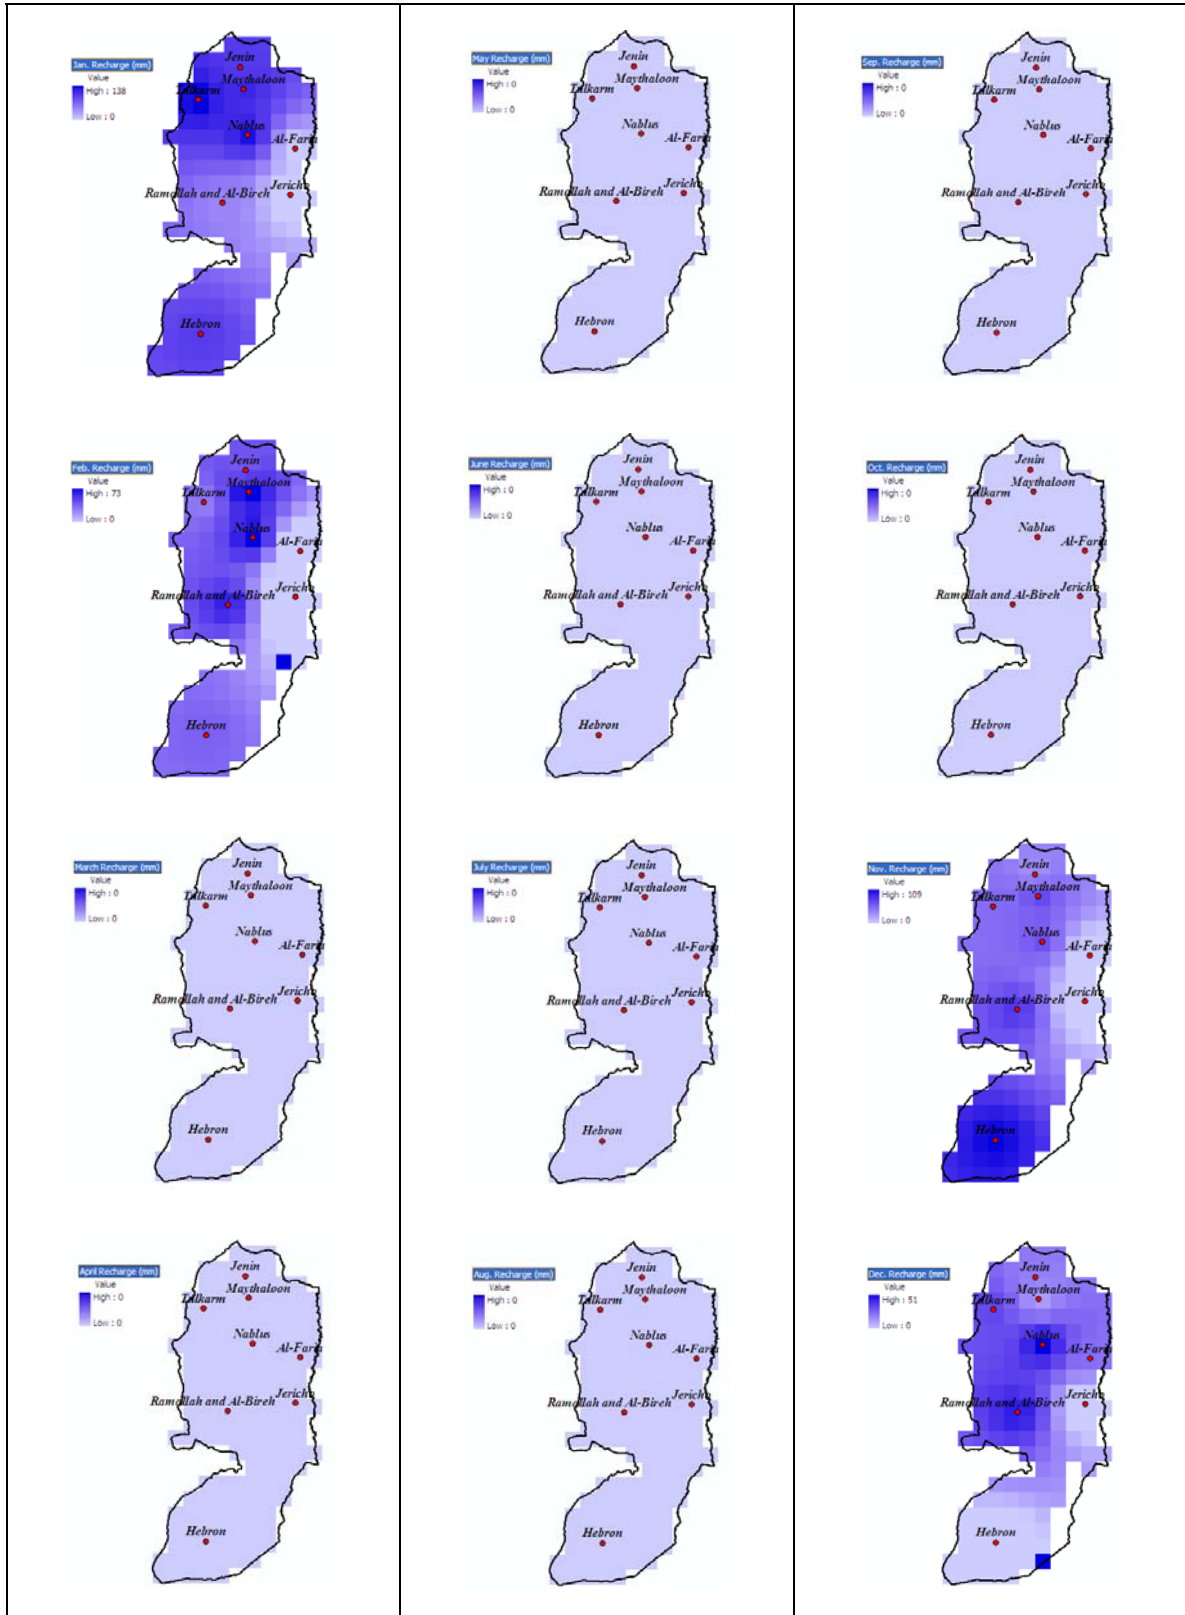 Jan. Recharge (mm)
Value
High : 138
Low : 0
Jenin
Maythaloon
Tulkarm
Nablus
Al-Faria
Ramallah and Al-Bireh
Jericho
Hebron
Feb. Recharge (mm)
Value
High : 73
Low : 0
Jenin
Maythaloon
Tulkarm
Nablus
Al-Faria
Ramallah and Al-Bireh
Jericho
Hebron
March Recharge (mm)
Value
High : 0
Low : 0
Jenin
Maythaloon
Tulkarm
Nablus
Al-Faria
Ramallah and Al-Bireh
Jericho
Hebron
April Recharge (mm)
Value
High : 0
Low : 0
Jenin
Maythaloon
Tulkarm
Nablus
Al-Faria
Ramallah and Al-Bireh
Jericho
Hebron
May Recharge (mm)
Value
High : 0
Low : 0
Jenin
Maythaloon
Tulkarm
Nablus
Al-Faria
Ramallah and Al-Bireh
Jericho
Hebron
June Recharge (mm)
Value
High : 0
Low : 0
Jenin
Maythaloon
Tulkarm
Nablus
Al-Faria
Ramallah and Al-Bireh
Jericho
Hebron
July Recharge (mm)
Value
High : 0
Low : 0
Jenin
Maythaloon
Tulkarm
Nablus
Al-Faria
Ramallah and Al-Bireh
Jericho
Hebron
Aug. Recharge (mm)
Value
High : 0
Low : 0
Jenin
Maythaloon
Tulkarm
Nablus
Al-Faria
Ramallah and Al-Bireh
Jericho
Hebron
Sep. Recharge (mm)
Value
High : 0
Low : 0
Jenin
Maythaloon
Tulkarm
Nablus
Al-Faria
Ramallah and Al-Bireh
Jericho
Hebron
Oct. Recharge (mm)
Value
High : 0
Low : 0
Jenin
Maythaloon
Tulkarm
Nablus
Al-Faria
Ramallah and Al-Bireh
Jericho
Hebron
Nov. Recharge (mm)
Value
High : 109
Low : 0
Jenin
Maythaloon
Tulkarm
Nablus
Al-Faria
Ramallah and Al-Bireh
Jericho
Hebron
Dec. Recharge (mm)
Value
High : 51
Low : 0
Jenin
Maythaloon
Tulkarm
Nablus
Al-Faria
Ramallah and Al-Bireh
Jericho
Hebron